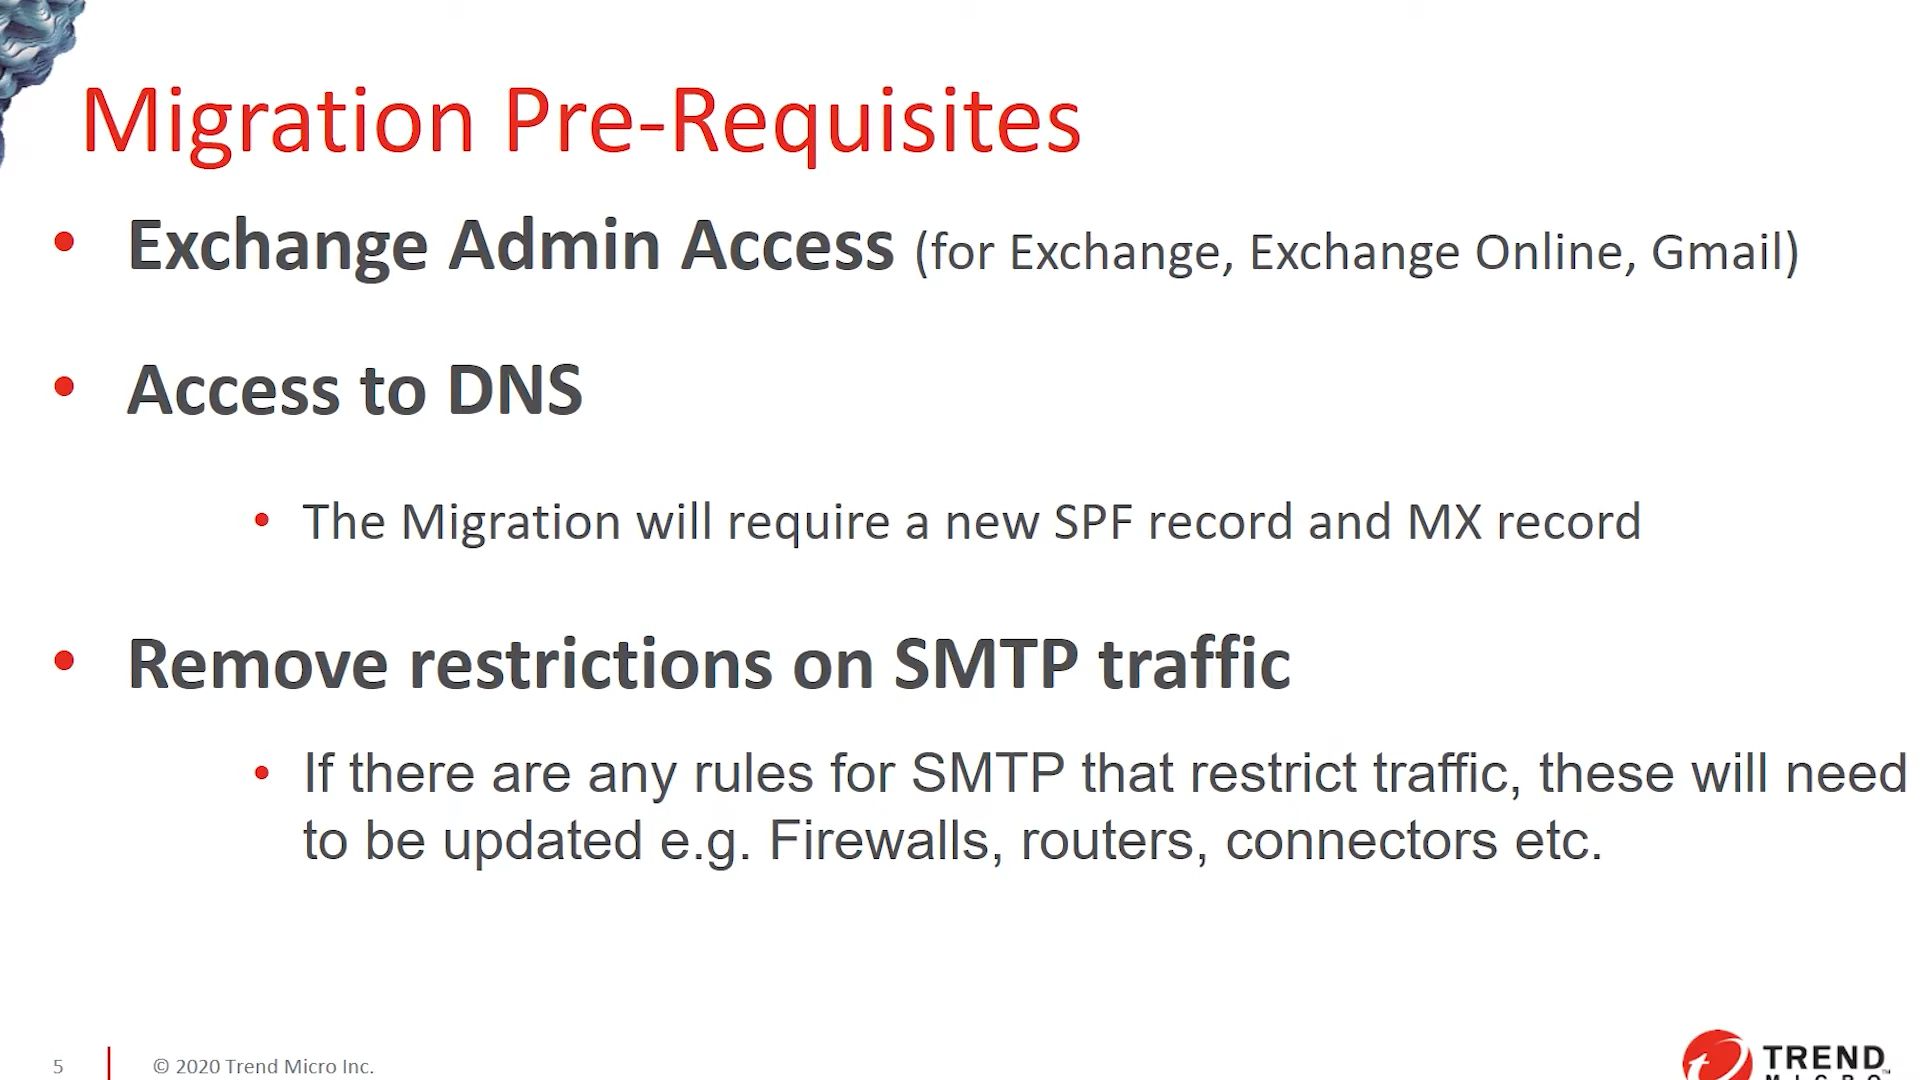 Migration Pre-Requisites
• Exchange Admin Access (for Exchange, Exchange Online, Gmail)
• Access to DNS
• The Migration will require a new SPF record and MX record
• Remove restrictions on SMTP traffic
• If there are any rules for SMTP that restrict traffic, these will need
to be updated e.g. Firewalls, routers, connectors etc.
5
© 2020 Trend Micro Inc.
TREND
MICRO™